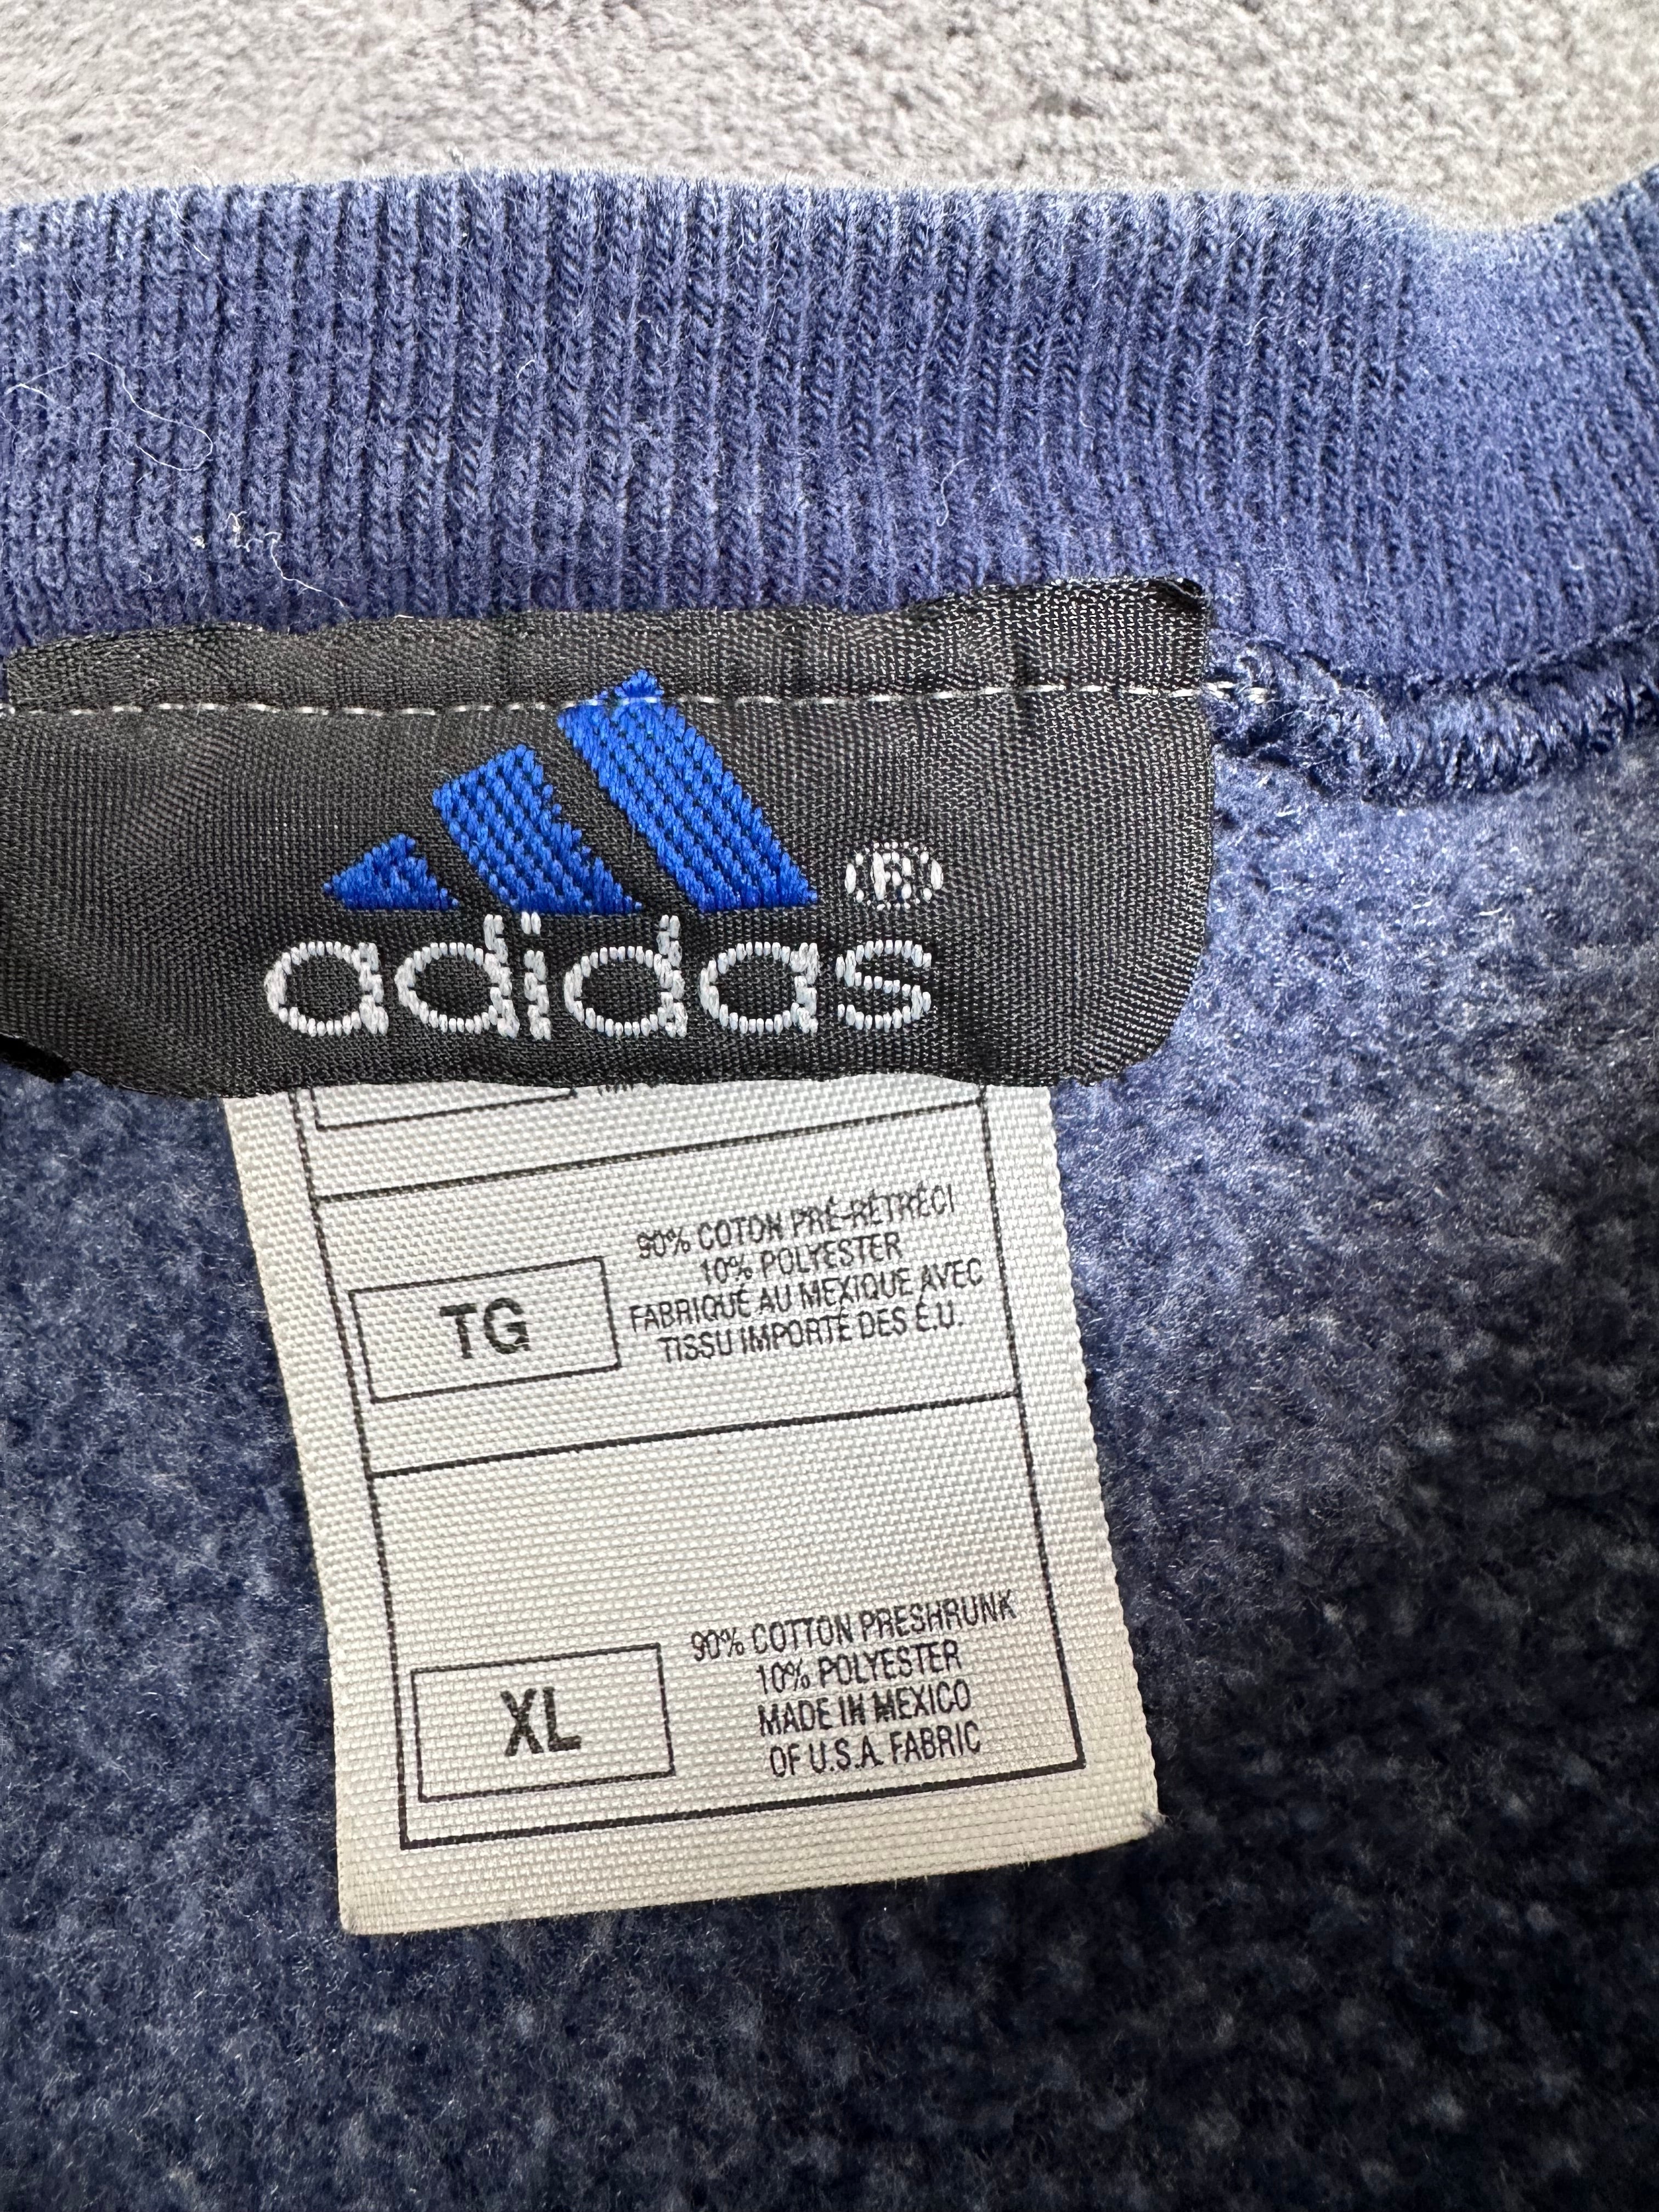 ®
adidas
90% COTON PRÉ-RÉTRÉCI
10% POLYESTER
TG
FABRIQUÉ AU MEXIQUE AVEC
TISSU IMPORTÉ DES É.U.
90% COTTON PRESHRUNK
10% POLYESTER
XL
MADE IN MEXICO
OF U.S.A. FABRIC